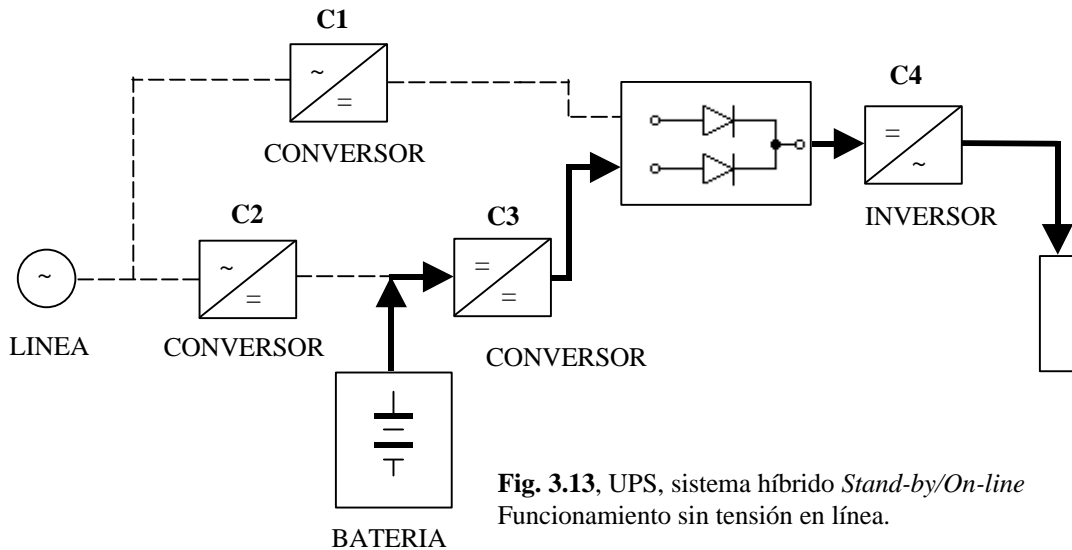 C1
~
=
CONVERSOR
C4
=
~
INVERSOR
C2
~
=
CONVERSOR
C3
=
=
CONVERSOR
~
LINEA
BATERIA
Fig. 3.13, UPS, sistema híbrido Stand-by/On-line
Funcionamiento sin tensión en línea.